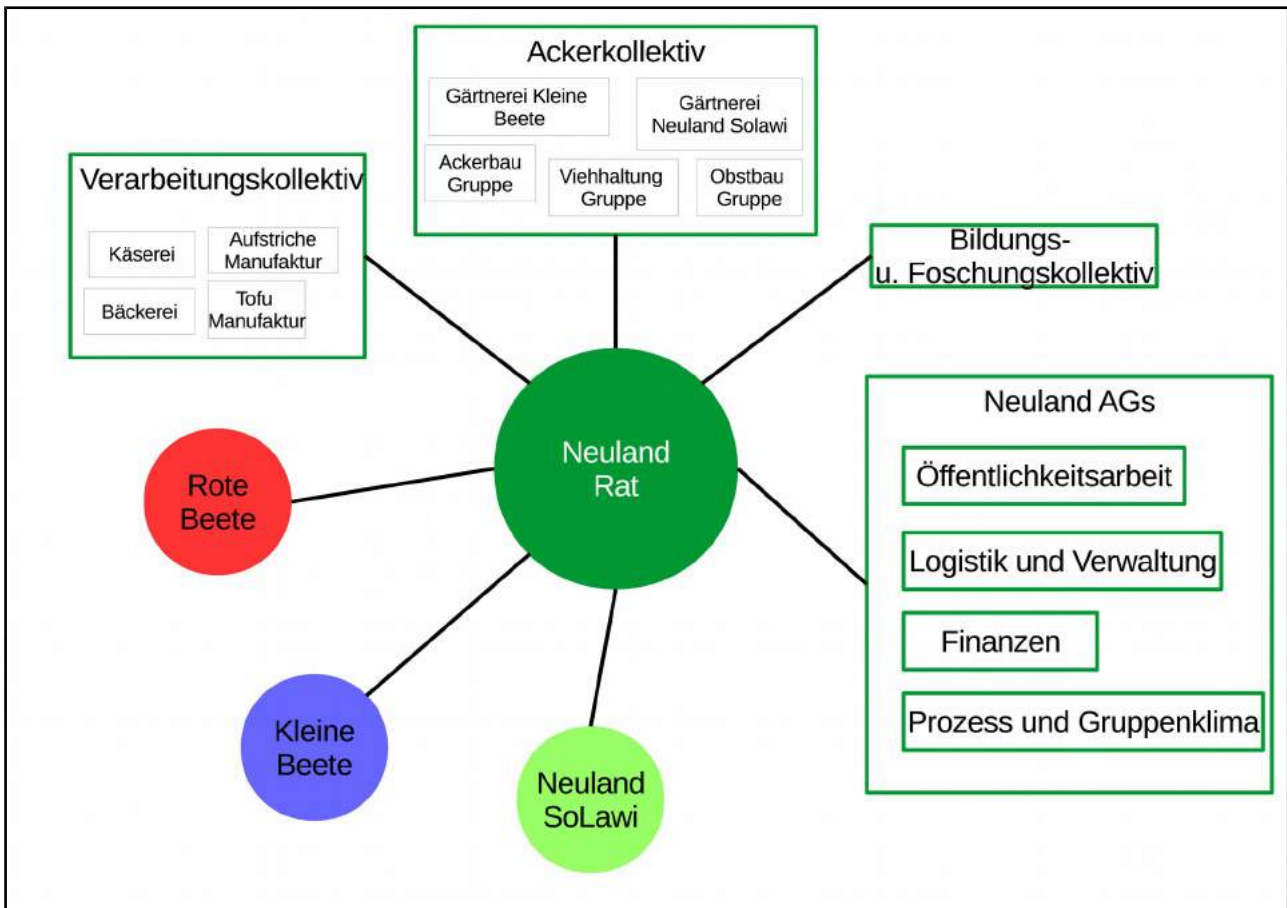 Ackerkollektiv
Gärtnerei Kleine
Beete
Gärtnerei
Neuland Solawi
Ackerbau
Gruppe
Viehhaltung
Gruppe
Obstbau
Gruppe
Verarbeitungskollektiv
Käserei
Aufstriche
Manufaktur
Bäckerei
Tofu
Manufaktur
Bildungs-
u. Foschungskollektiv
Neuland
Rat
Neuland AGs
Öffentlichkeitsarbeit
Logistik und Verwaltung
Finanzen
Prozess und Gruppenklima
Rote
Beete
Kleine
Beete
Neuland
SoLawi